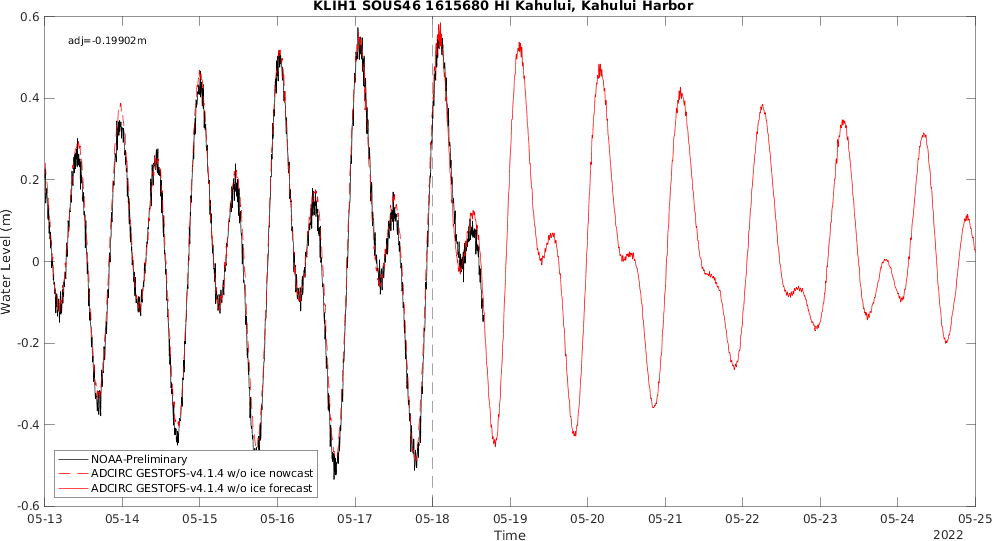 KLIH1 SOUS46 1615680 HI Kahului, Kahului Harbor
adj=-0.19902m
0.6
0.4
0.2
0
-0.2
-0.4
-0.6
Water Level (m)
NOAA-Preliminary
ADCIRC GESTOFS-v4.1.4 w/o ice nowcast
ADCIRC GESTOFS-v4.1.4 w/o ice forecast
05-13 05-14 05-15 05-16 05-17 05-18 05-19 05-20 05-21 05-22 05-23 05-24 05-25
Time
2022